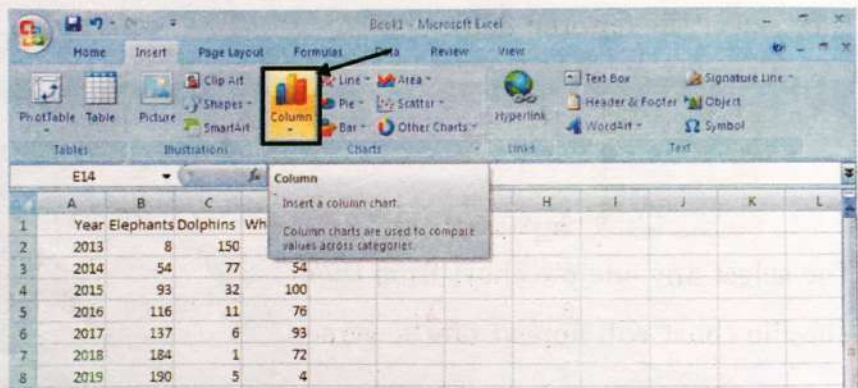 Book1 - Microsoft Excel
Home Insert Page Layout Formulas Data Review View
PivotTable Table Picture Clip Art Shapes SmartArt
Column Line Pie Bar Area Scatter Other Charts
Hyperlink Text Box Header & Footer WordArt Signature Line Object Symbol
Tables Illustrations Charts Links Text
E14 fx
Column
Insert a column chart.
Column charts are used to compare
values across categories.
A B C H I J K L
1 Year Elephants Dolphins Wh
2 2013 8 150
3 2014 54 77 54
4 2015 93 32 100
5 2016 116 11 76
6 2017 137 6 93
7 2018 184 1 72
8 2019 190 5 4